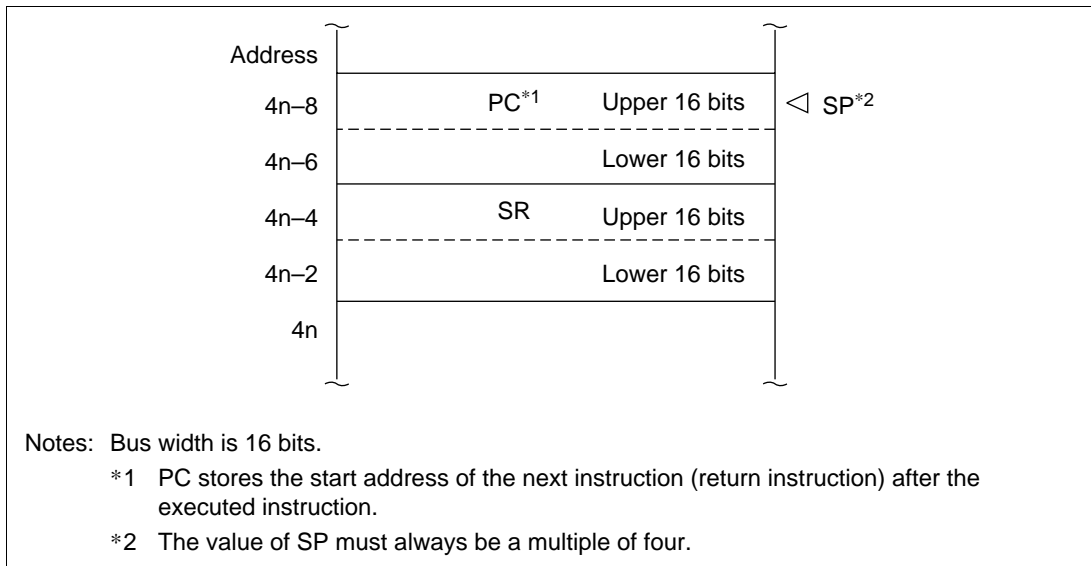 Address
4n–8 PC*1 Upper 16 bits ◁ SP*2
4n–6 Lower 16 bits
4n–4 SR Upper 16 bits
4n–2 Lower 16 bits
4n
Notes: Bus width is 16 bits.
*1 PC stores the start address of the next instruction (return instruction) after the
executed instruction.
*2 The value of SP must always be a multiple of four.